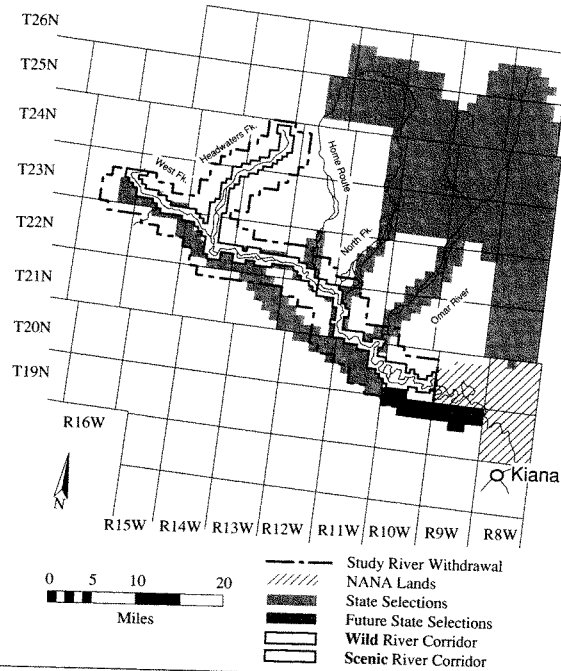 T26N
T25N
T24N
T23N
T22N
T21N
T20N
T19N
R16W
R15W R14W R13W R12W R11W R10W R9W R8W
West Fk.
Headwaters Fk.
Home Route
North Fk.
Omar River
Kiana
N
0 5 10 20
Miles
Study River Withdrawal
NANA Lands
State Selections
Future State Selections
Wild River Corridor
Scenic River Corridor